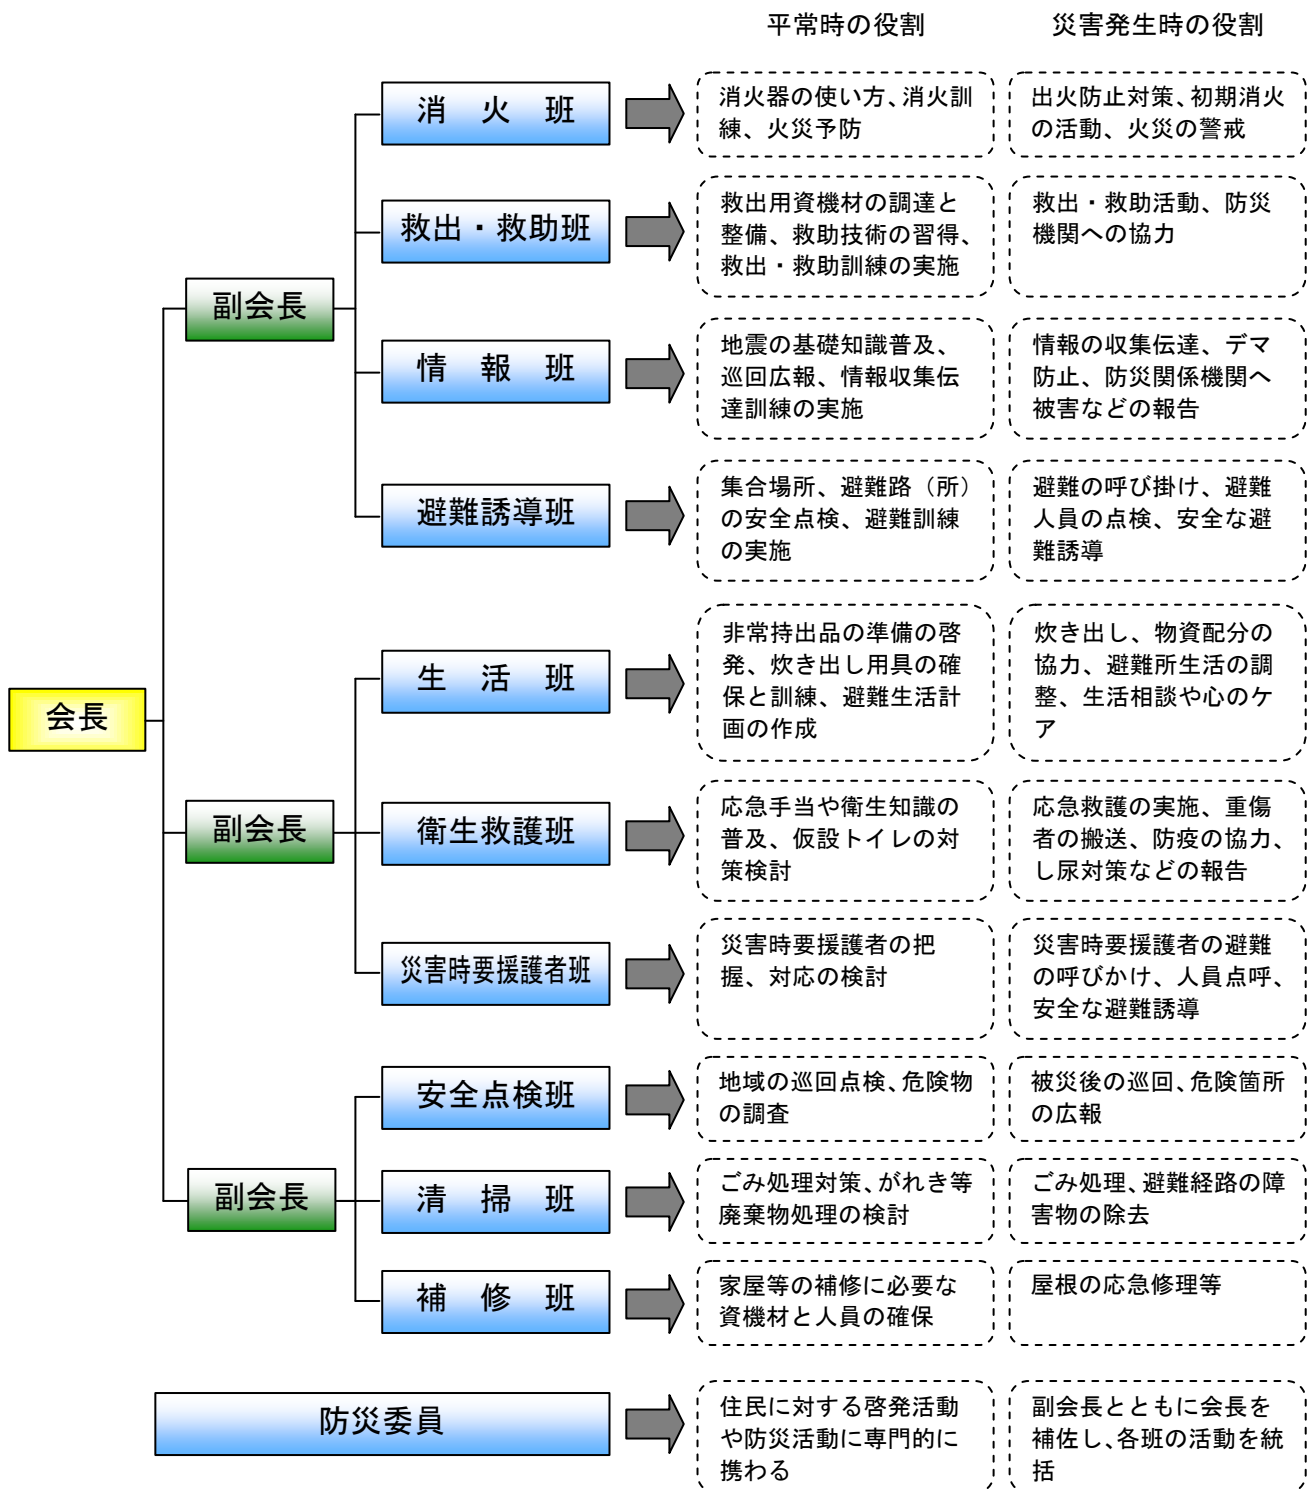 平常時の役割
災害発生時の役割
消火班
消火器の使い方、消火訓
練、火災予防
出火防止対策、初期消火
の活動、火災の警戒
救出・救助班
救出用資機材の調達と
整備、救助技術の習得、
救出・救助訓練の実施
救出・救助活動、防災
機関への協力
副会長
情報班
地震の基礎知識普及、
巡回広報、情報収集伝
達訓練の実施
情報の収集伝達、デマ
防止、防災関係機関へ
被害などの報告
避難誘導班
集合場所、避難路（所）
の安全点検、避難訓練
の実施
避難の呼び掛け、避難
人員の点検、安全な避
難誘導
会長
生活班
非常持出品の準備の啓
発、炊き出し用具の確
保と訓練、避難生活計
画の作成
炊き出し、物資配分の
協力、避難所生活の調
整、生活相談や心のケ
ア
副会長
衛生救護班
応急手当や衛生知識の
普及、仮設トイレの対
策検討
応急救護の実施、重傷
者の搬送、防疫の協力、
し尿対策などの報告
災害時要援護者班
災害時要援護者の把
握、対応の検討
災害時要援護者の避難
の呼びかけ、人員点呼、
安全な避難誘導
安全点検班
地域の巡回点検、危険物
の調査
被災後の巡回、危険箇所
の広報
副会長
清掃班
ごみ処理対策、がれき等
廃棄物処理の検討
ごみ処理、避難経路の障
害物の除去
補修班
家屋等の補修に必要な
資機材と人員の確保
屋根の応急修理等
防災委員
住民に対する啓発活動
や防災活動に専門的に
携わる
副会長とともに会長を
補佐し、各班の活動を統
括